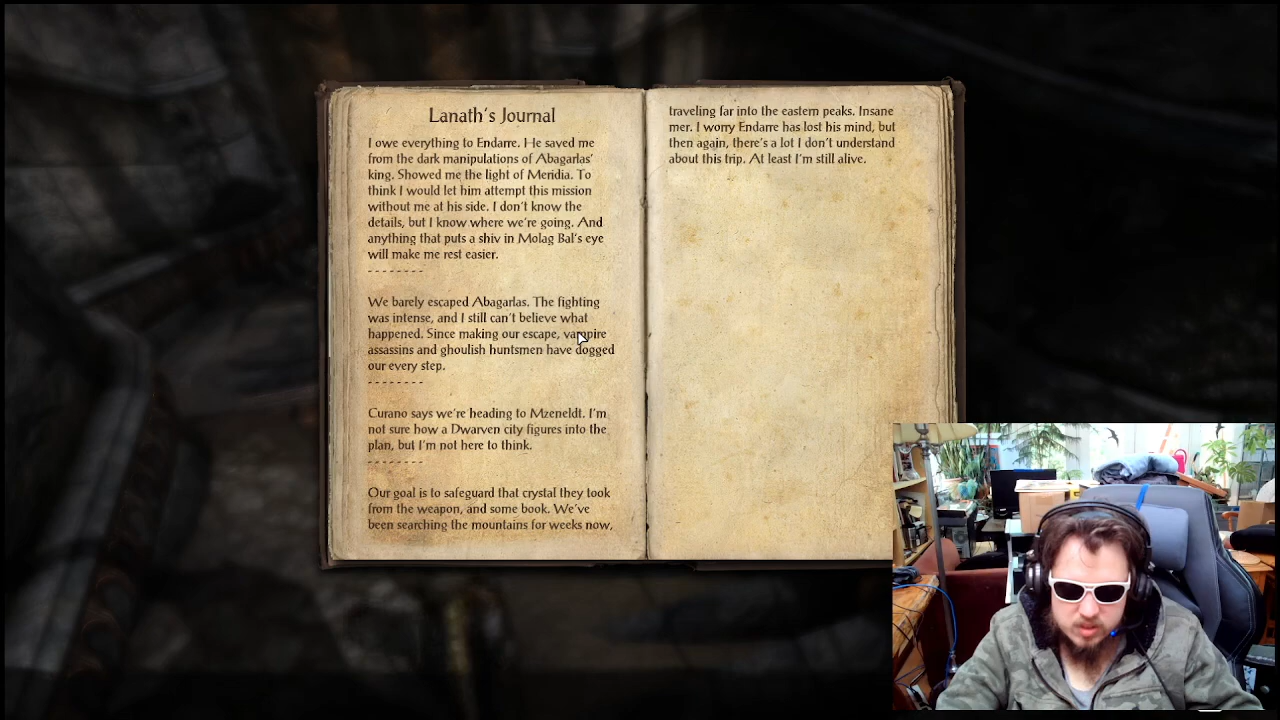 Lanath's Journal
I owe everything to Endarre. He saved me
from the dark manipulations of Abagarlas'
king. Showed me the light of Meridia. To
think I would let him attempt this mission
without me at his side. I don't know the
details, but I know where we're going. And
anything that puts a shiv in Molag Bal's eye
will make me rest easier.
- - - - - - - -
We barely escaped Abagarlas. The fighting
was intense, and I still can't believe what
happened. Since making our escape, vampire
assassins and ghoulish huntsmen have dogged
our every step.
- - - - - - - -
Curano says we're heading to Mzeneldt. I'm
not sure how a Dwarven city figures into the
plan, but I'm not here to think.
- - - - - - - -
Our goal is to safeguard that crystal they took
from the weapon, and some book. We've
been searching the mountains for weeks now,
traveling far into the eastern peaks. Insane
mer. I worry Endarre has lost his mind, but
then again, there's a lot I don't understand
about this trip. At least I'm still alive.